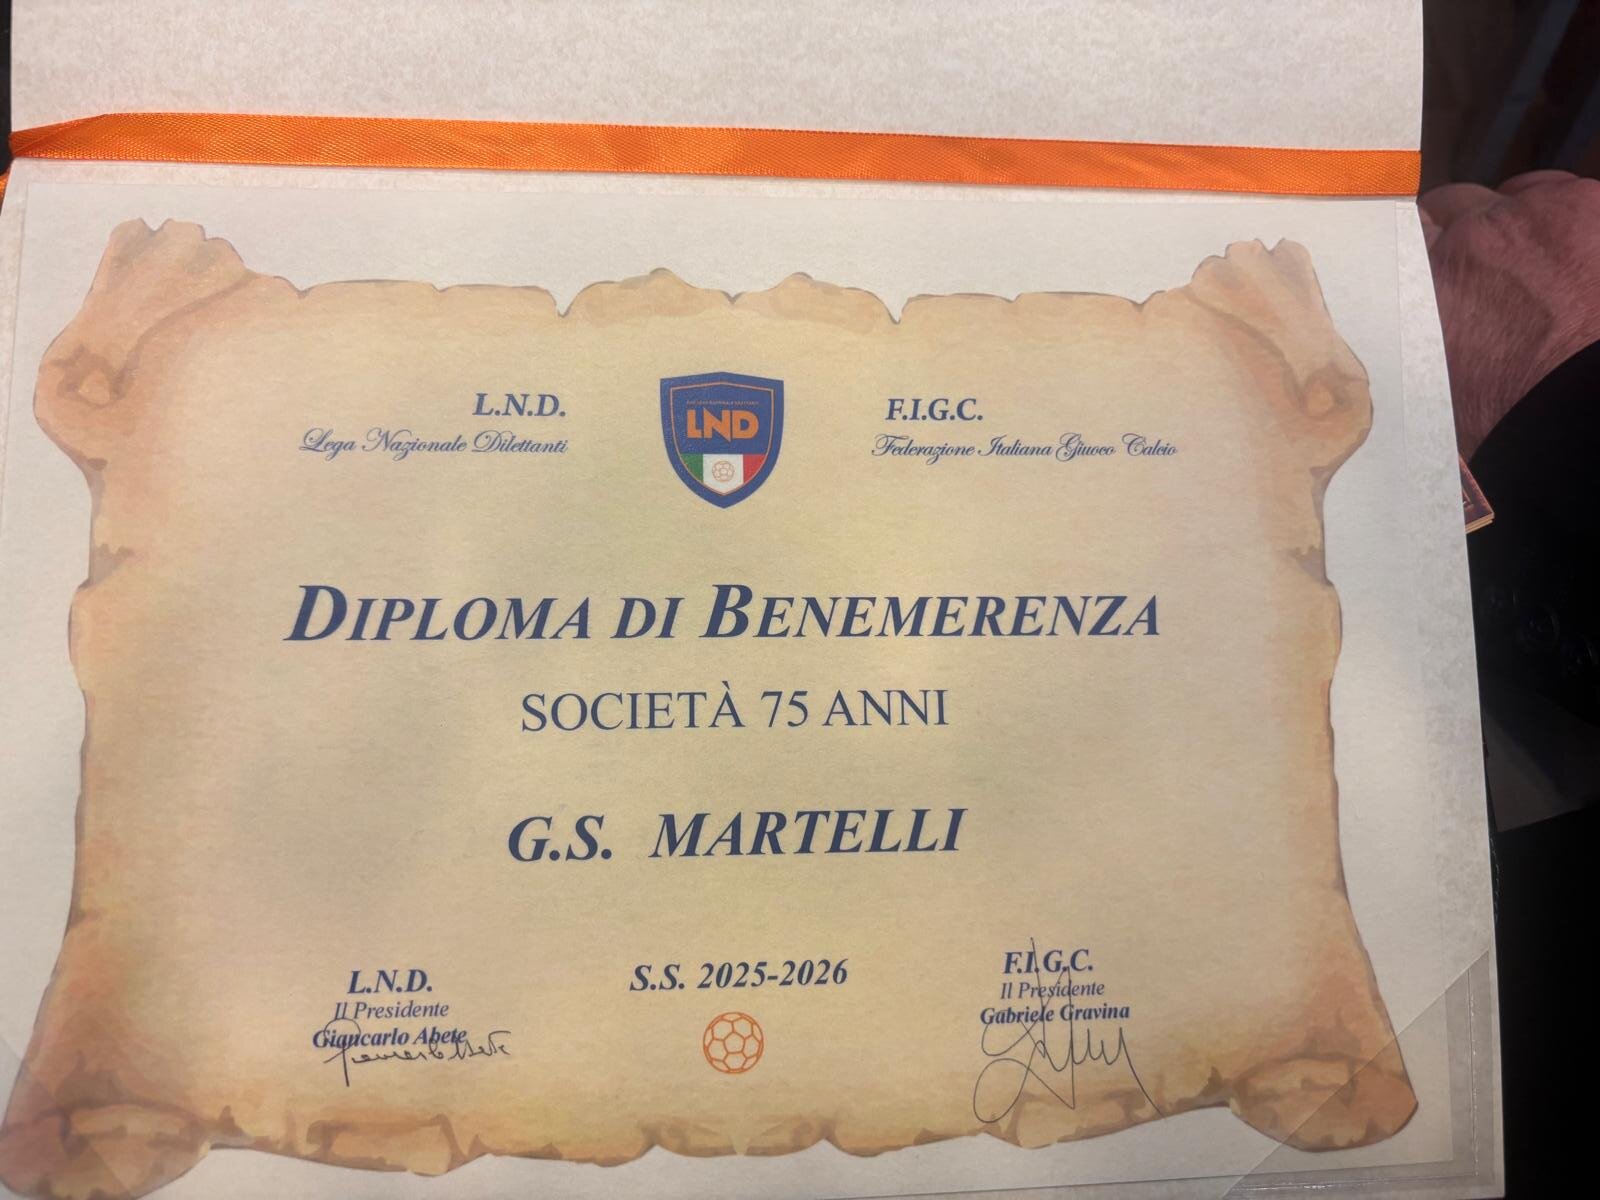 L.N.D.
Lega Nazionale Dilettanti
LND
F.I.G.C.
Federazione Italiana Giuoco Calcio
DIPLOMA DI BENEMERENZA
SOCIETÀ 75 ANNI
G.S. MARTELLI
L.N.D.
Il Presidente
Giancarlo Abete
S.S. 2025-2026
F.I.G.C.
Il Presidente
Gabriele Gravina